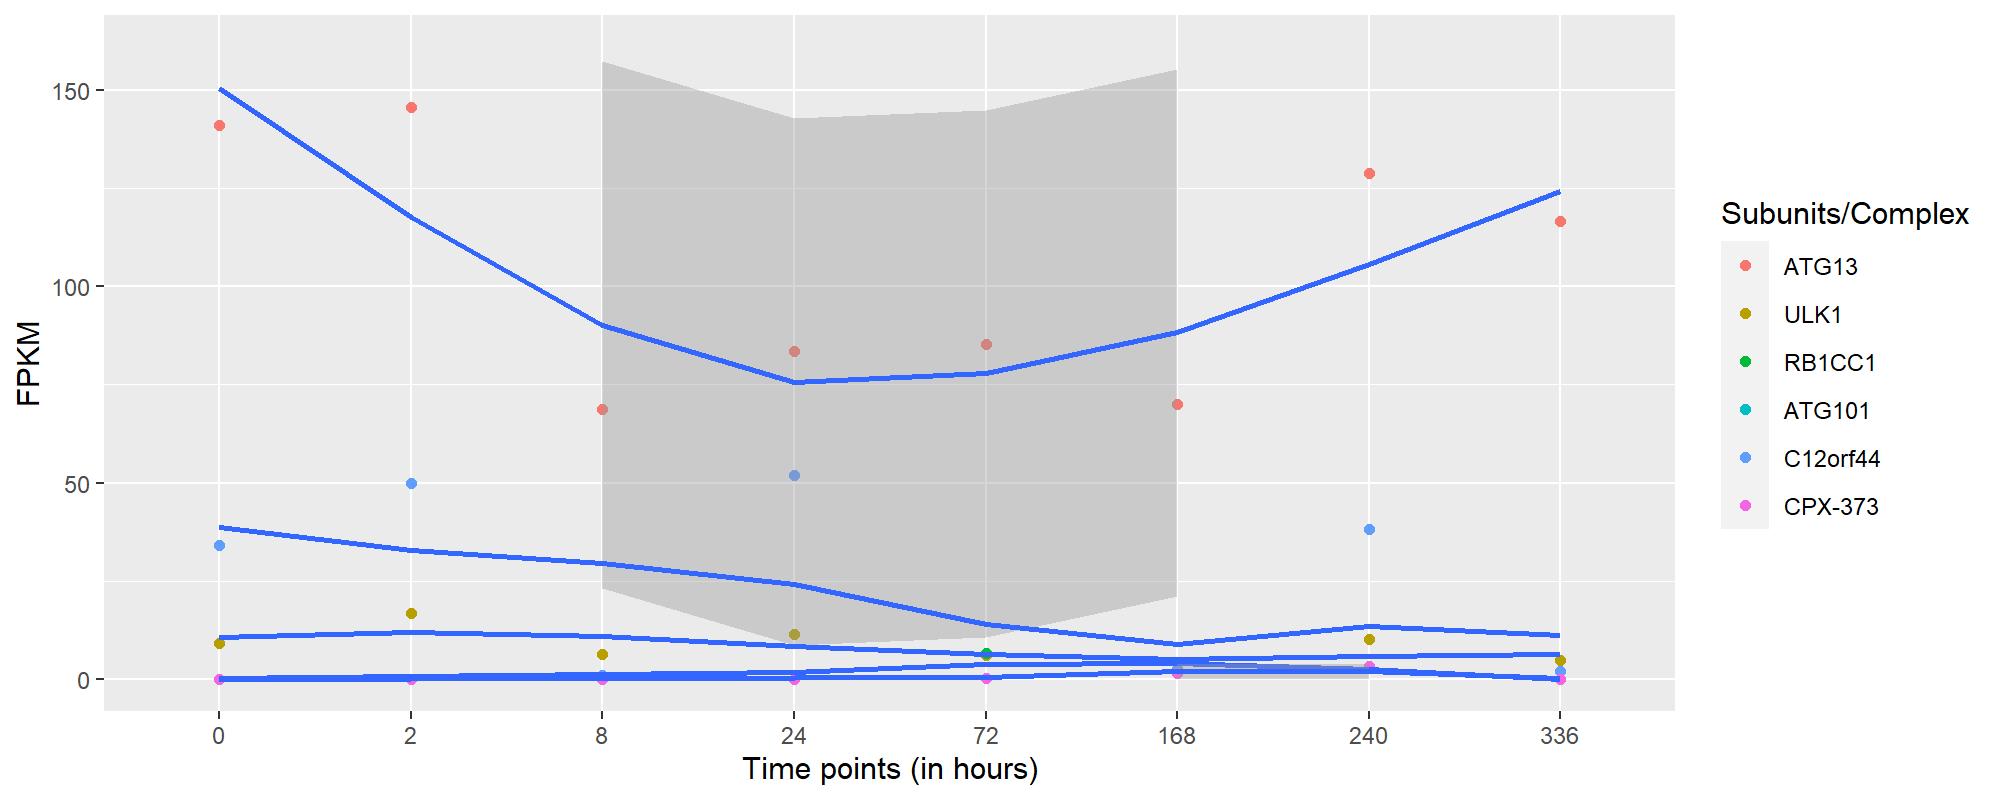 150
100
50
0
FPKM
0 2 8 24 72 168 240 336
Time points (in hours)
Subunits/Complex
ATG13
ULK1
RB1CC1
ATG101
C12orf44
CPX-373